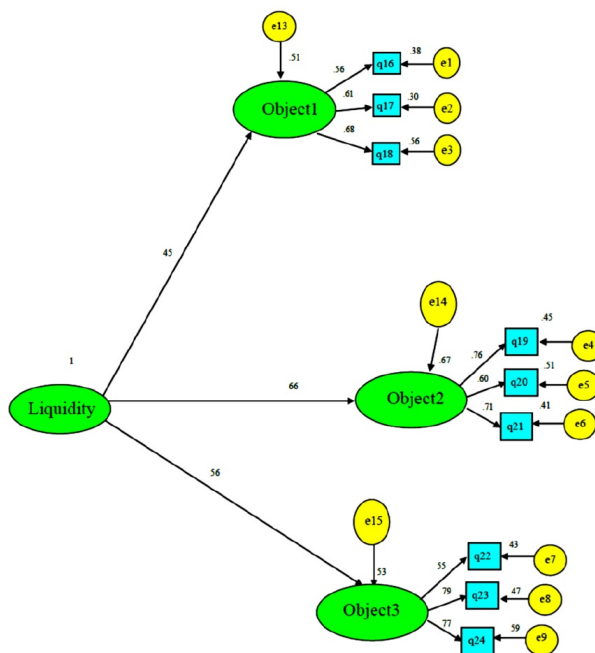 e13
.51
.38
.56
q16
e1
.61
.30
Object1
q17
e2
.68
.56
q18
e3
45
e14
.45
.67
.76
q19
e4
1
.60
.51
q20
e5
66
Liquidity
Object2
.71
.41
q21
e6
56
e15
43
53
55
q22
e7
79
47
q23
e8
Object3
77
59
q24
e9